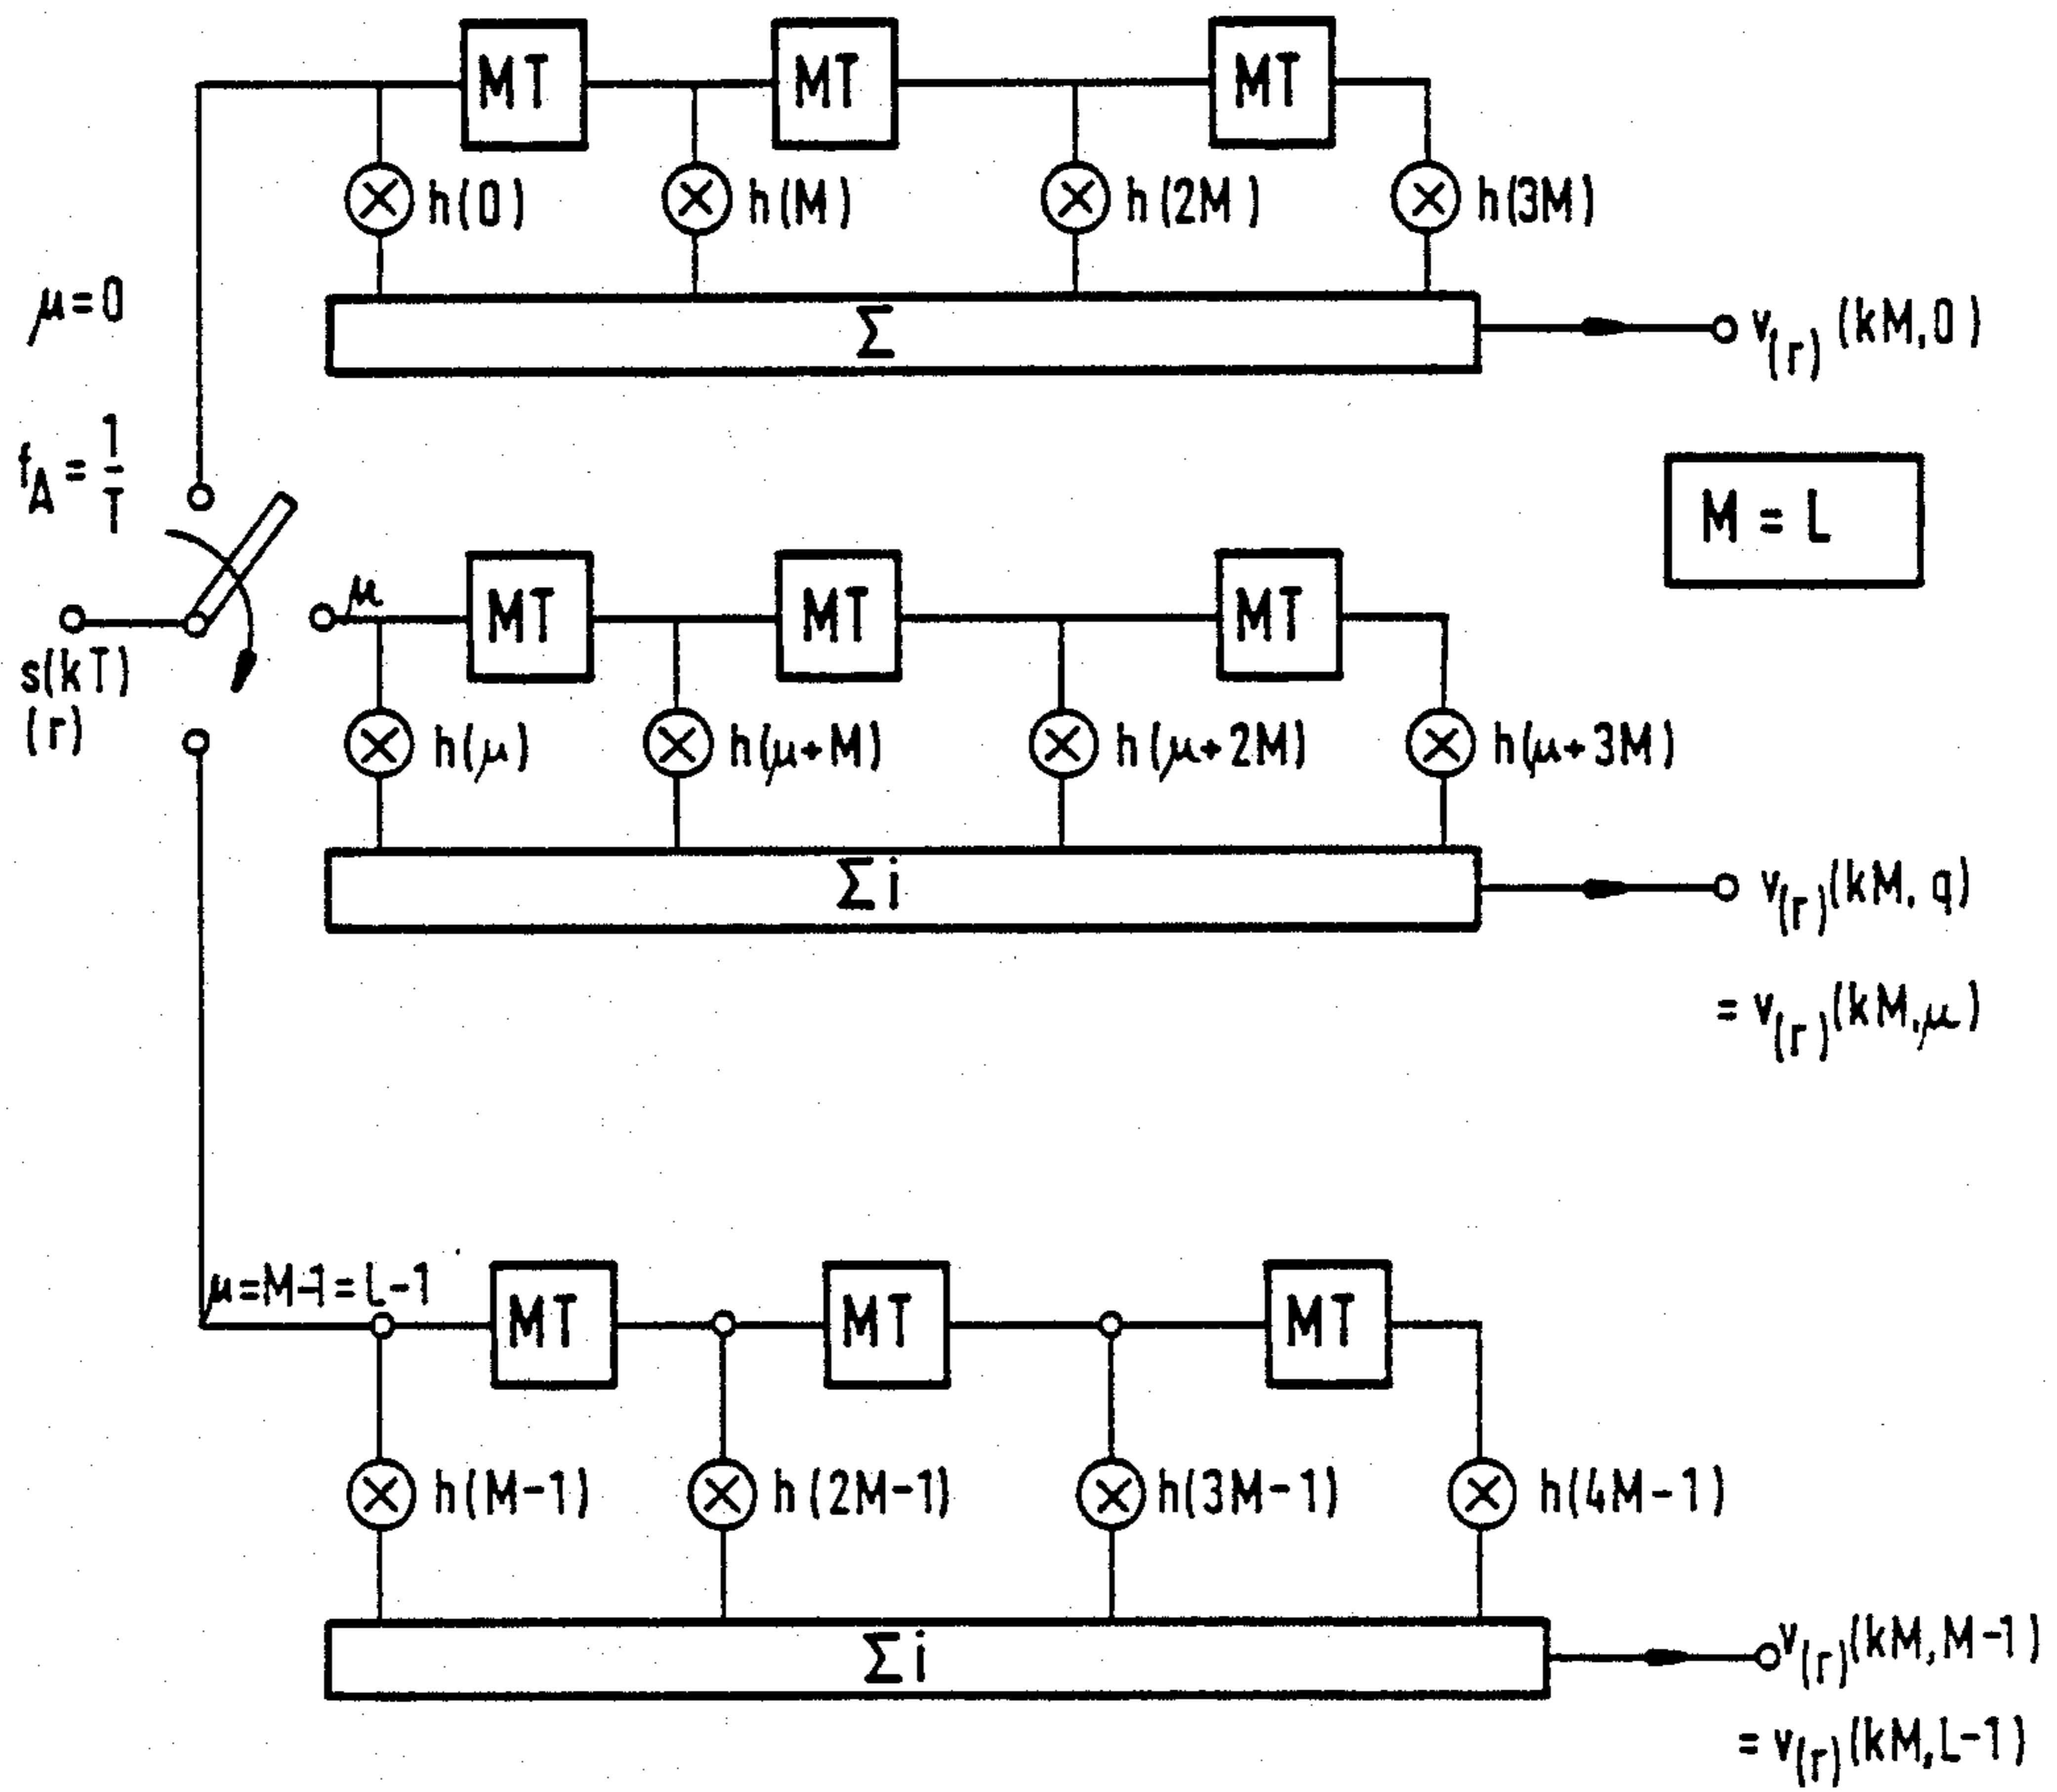 MT MT MT
h(0) h(M) h(2M) h(3M)
μ=0
Σ
v(r)(kM,0)
fA = 1/T
M = L
s(kT)
(r)
μ
MT MT MT
h(μ) h(μ+M) h(μ+2M) h(μ+3M)
Σi
v(r)(kM, q)
= v(r)(kM,μ)
μ=M-1=L-1
MT MT MT
h(M-1) h(2M-1) h(3M-1) h(4M-1)
Σi
v(r)(kM,M-1)
= v(r)(kM,L-1)